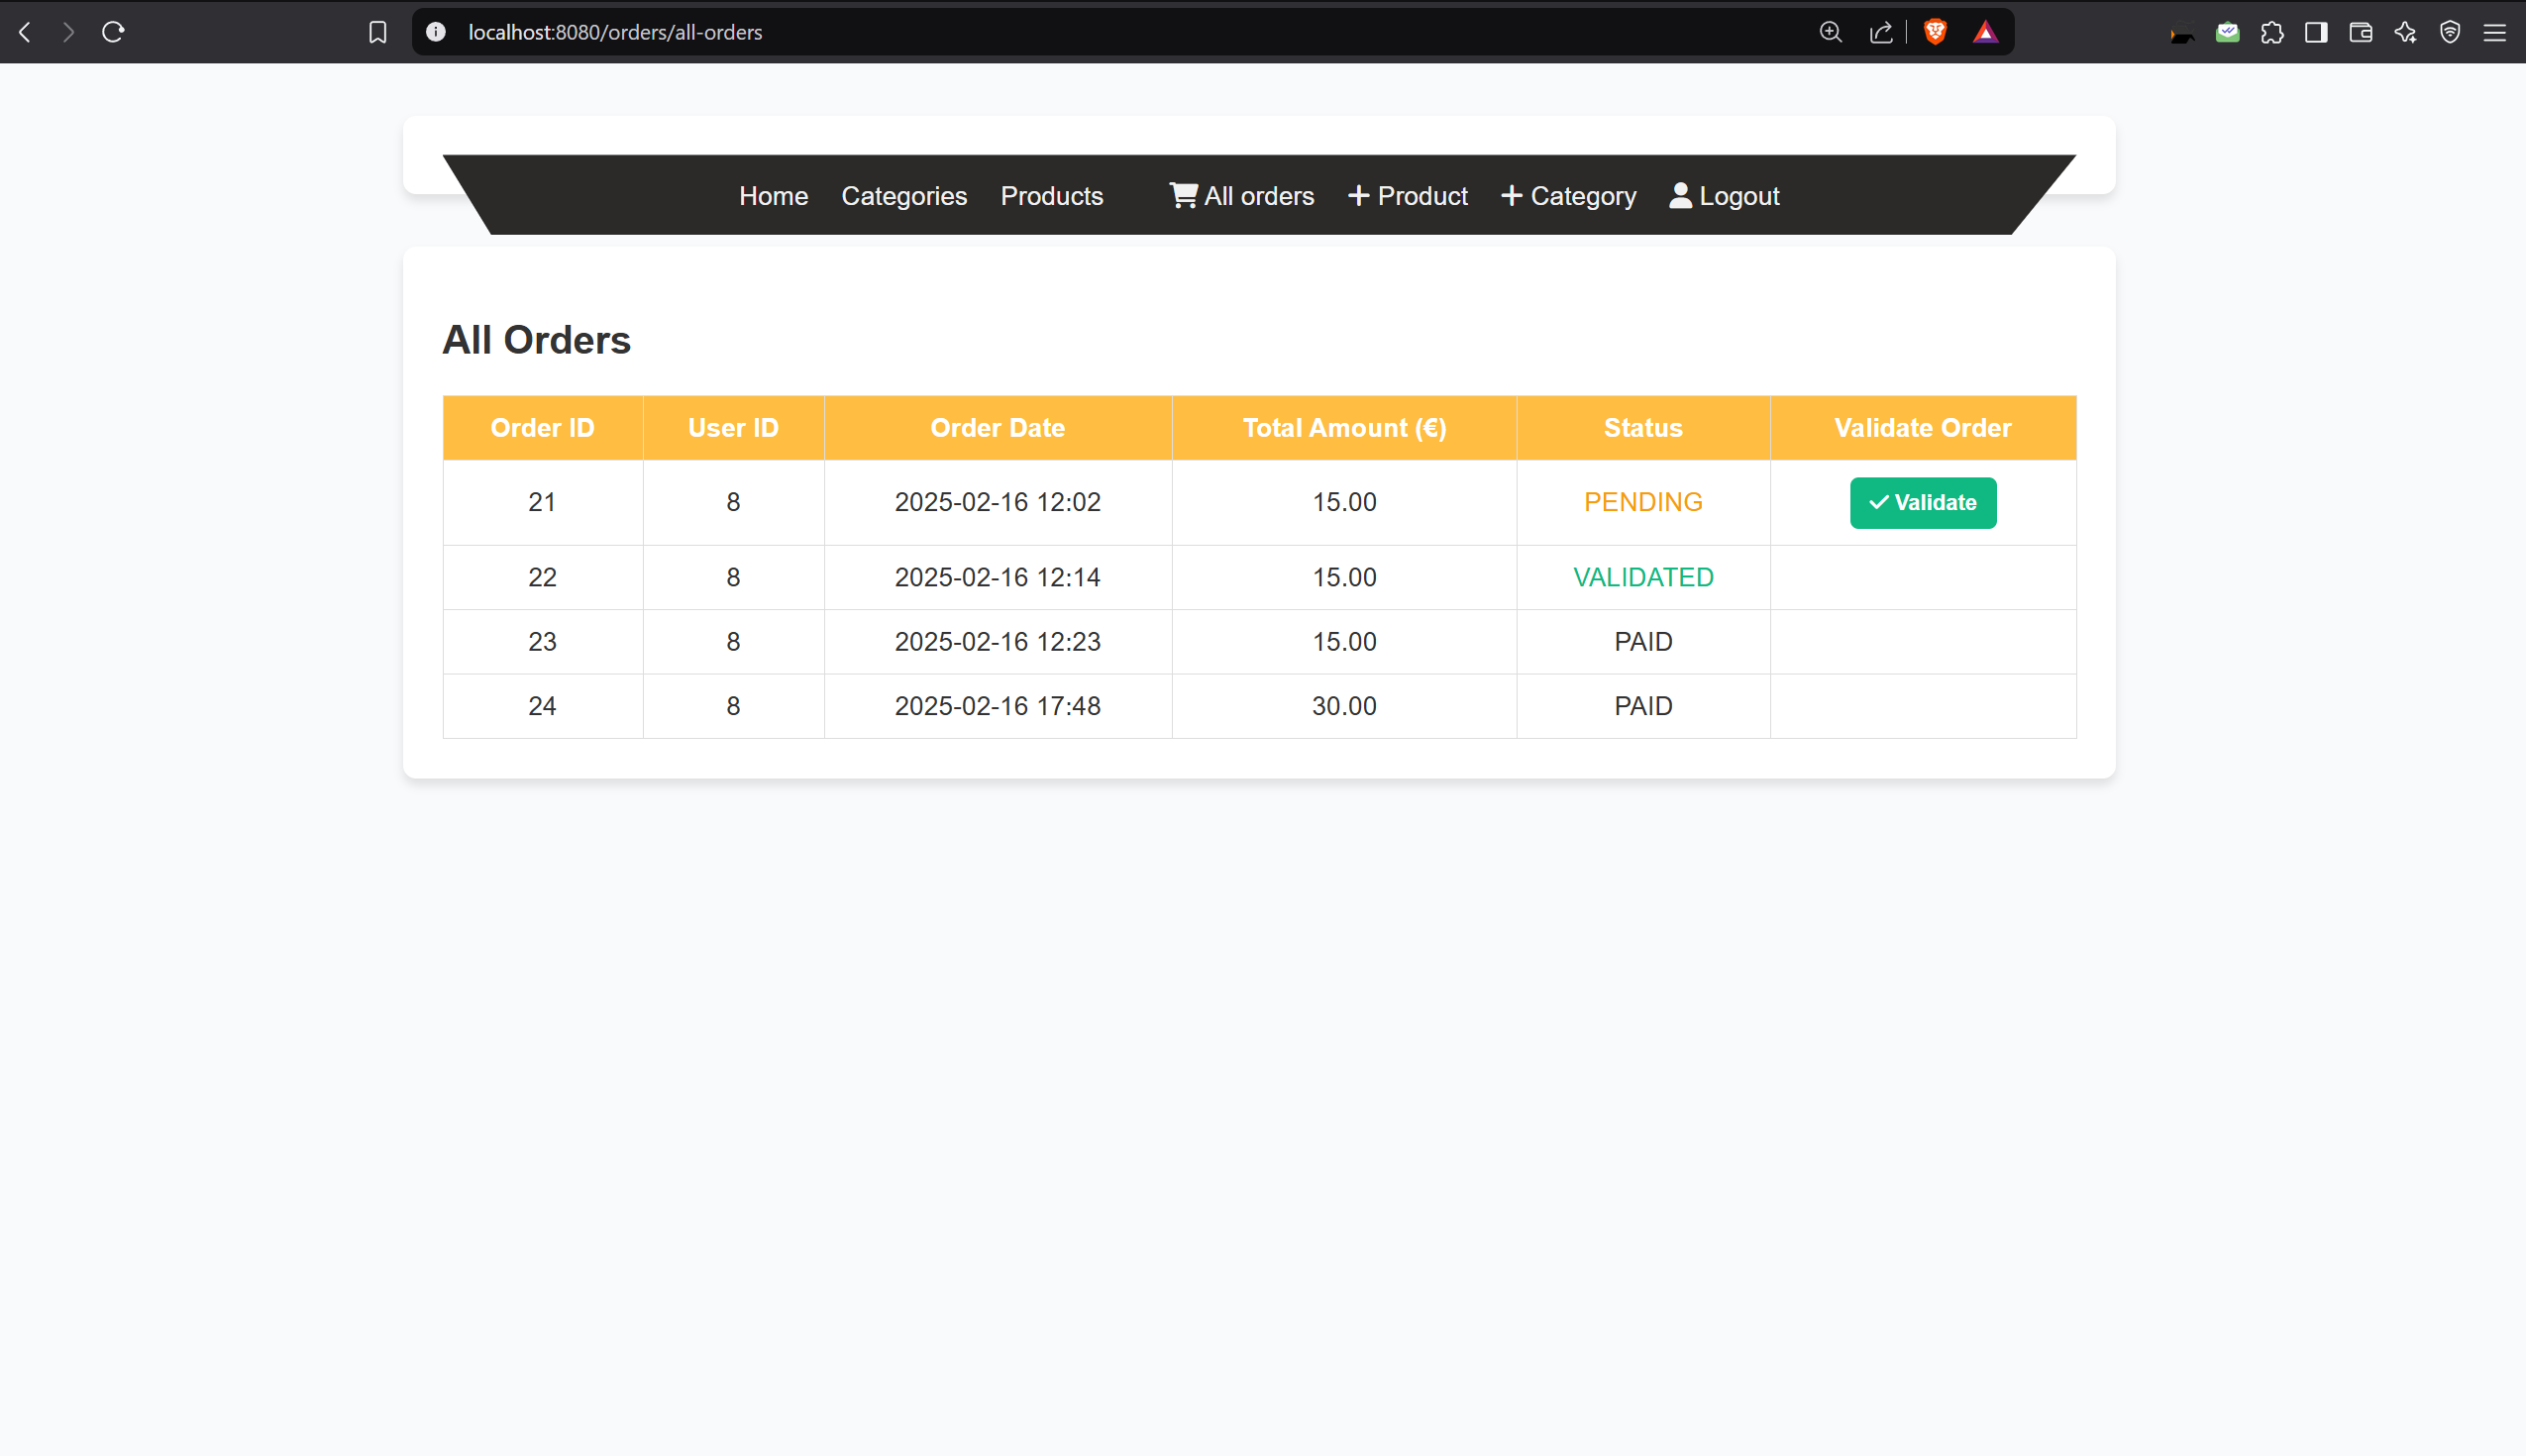 localhost:8080/orders/all-orders
Home Categories Products All orders Product Category Logout
All Orders
Order ID User ID Order Date Total Amount (€) Status Validate Order
21 8 2025-02-16 12:02 15.00 PENDING Validate
22 8 2025-02-16 12:14 15.00 VALIDATED
23 8 2025-02-16 12:23 15.00 PAID
24 8 2025-02-16 17:48 30.00 PAID